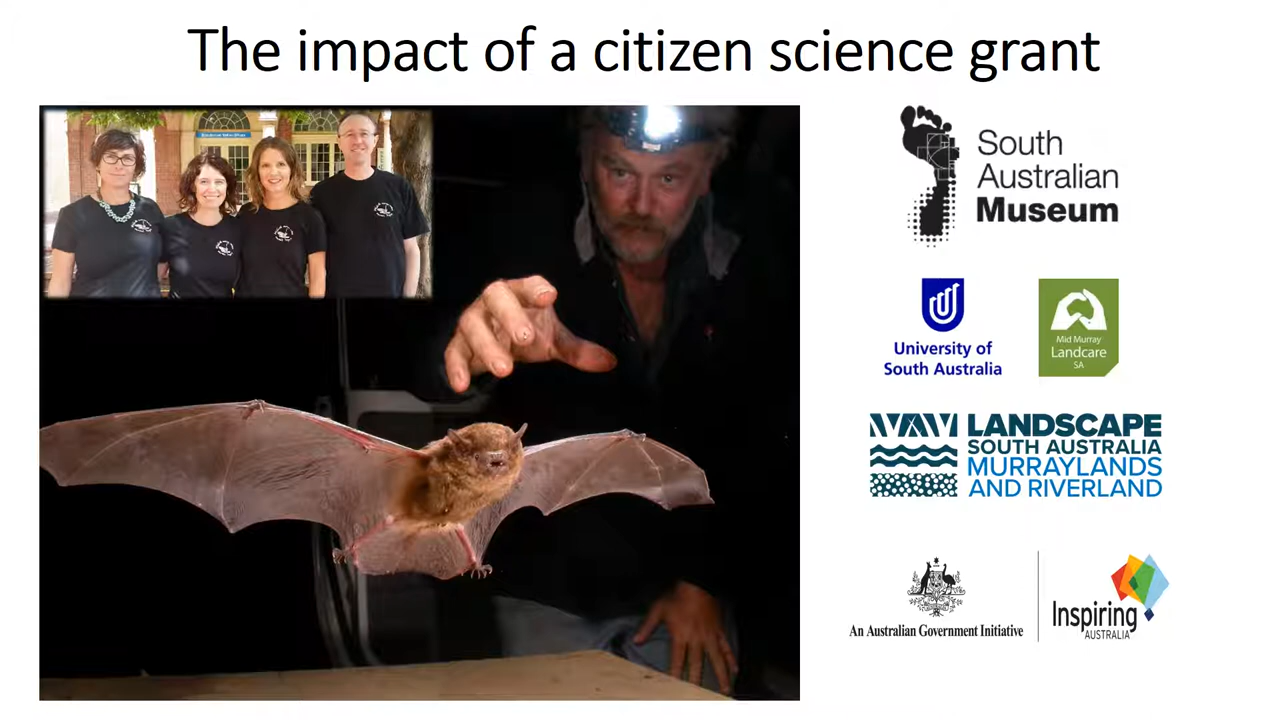 The impact of a citizen science grant
South
Australian
Museum
University of
South Australia
Mid Murray
Landcare
SA
LANDSCAPE
SOUTH AUSTRALIA
MURRAYLANDS
AND RIVERLAND
An Australian Government Initiative
Inspiring
AUSTRALIA